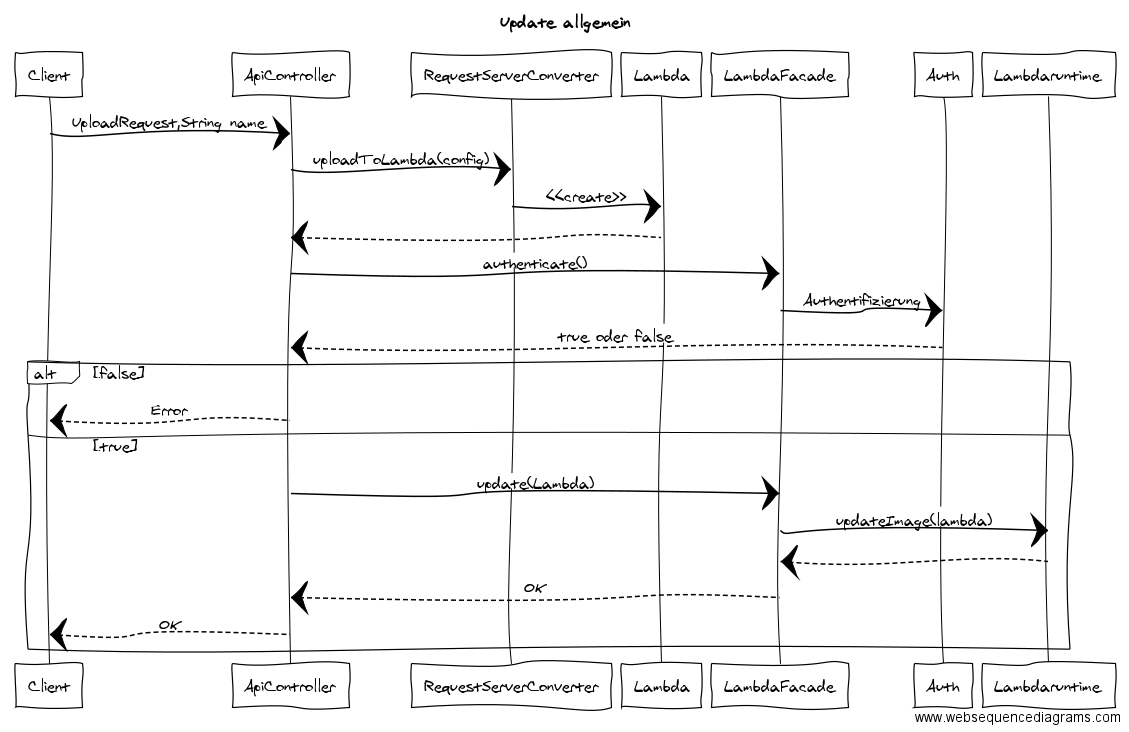 Update allgemein
Client
ApiController
RequestServerConverter
Lambda
LambdaFacade
Auth
Lambdaruntime
UploadRequest,String name
uploadToLambda(config)
<<create>>
authenticate()
Authentifizierung
true oder false
alt
[false]
Error
[true]
update(Lambda)
updateImage(lambda)
OK
OK
Client
ApiController
RequestServerConverter
Lambda
LambdaFacade
Auth
Lambdaruntime
www.websequencediagrams.com